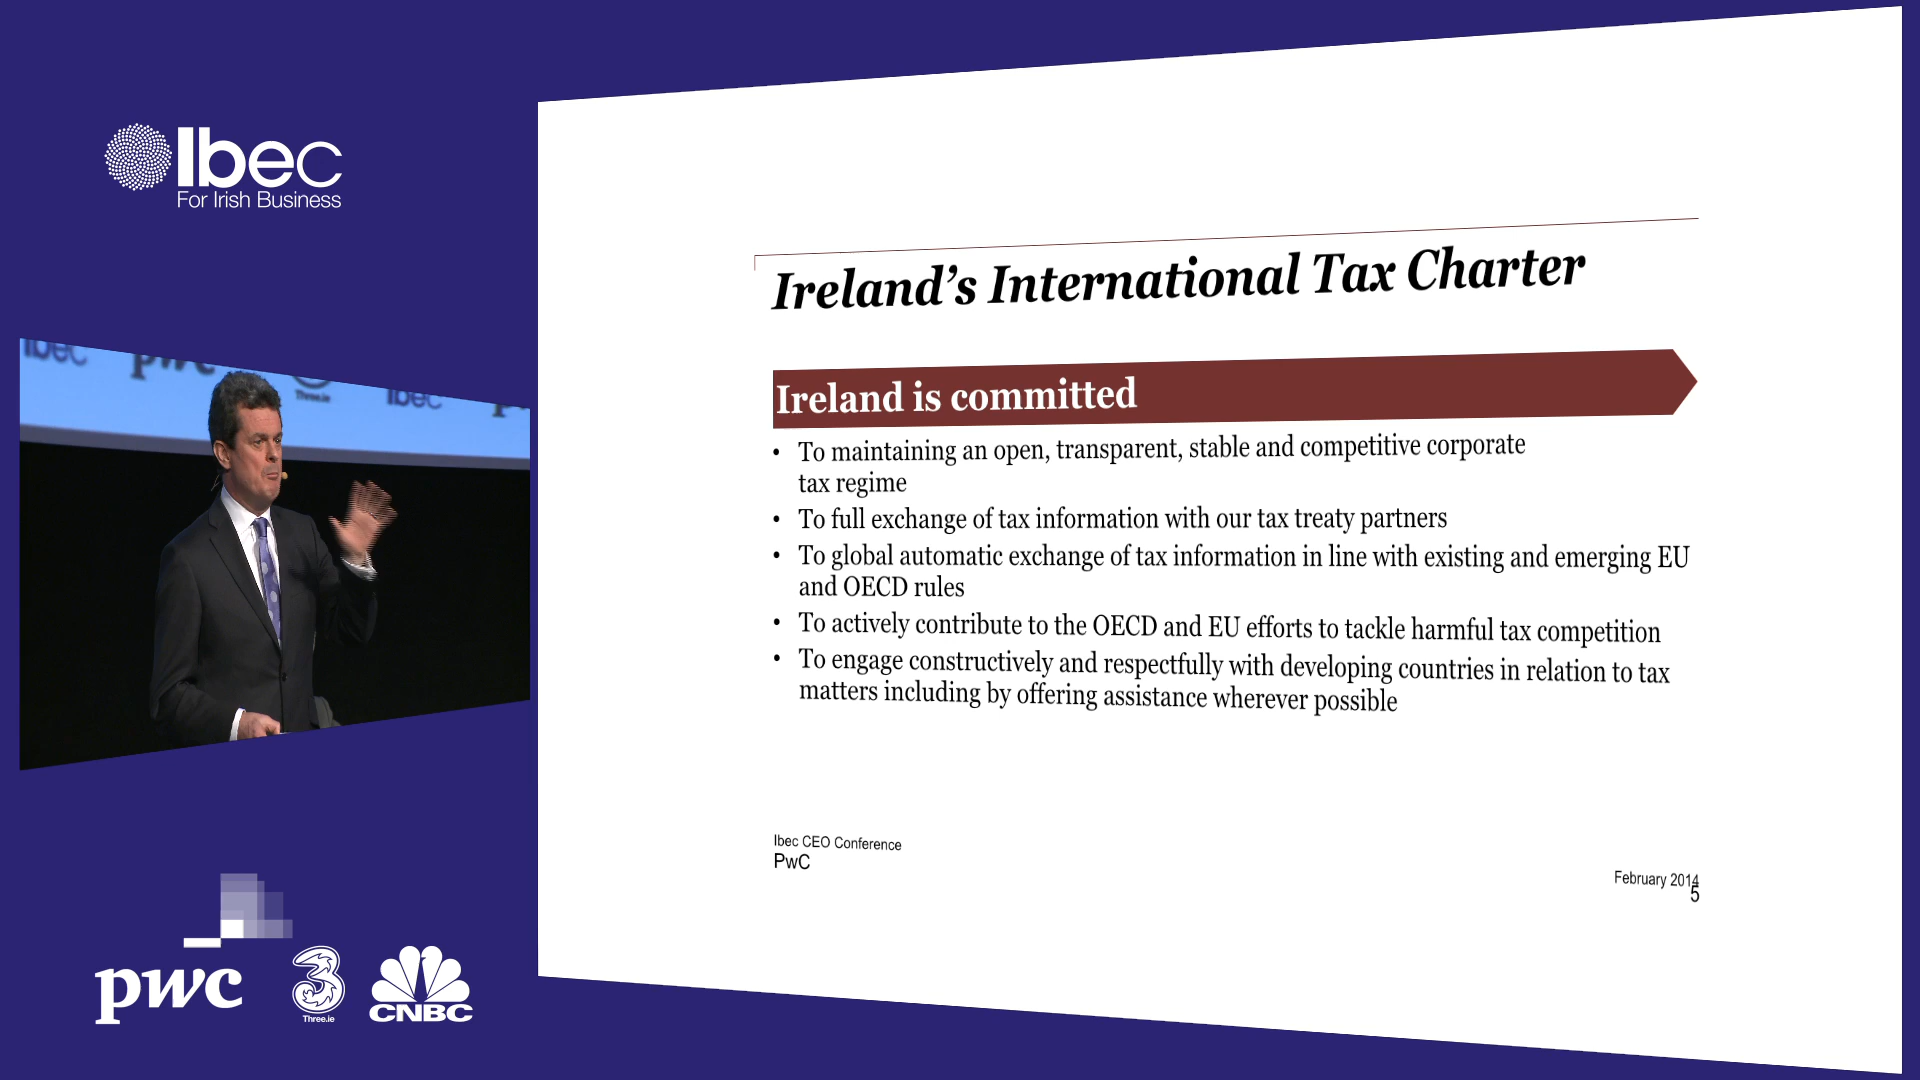 Ibec
For Irish Business
Ibec
pwc
Three.ie
Ibec
Ireland's International Tax Charter
Ireland is committed
• To maintaining an open, transparent, stable and competitive corporate
tax regime
• To full exchange of tax information with our tax treaty partners
• To global automatic exchange of tax information in line with existing and emerging EU
and OECD rules
• To actively contribute to the OECD and EU efforts to tackle harmful tax competition
• To engage constructively and respectfully with developing countries in relation to tax
matters including by offering assistance wherever possible
Ibec CEO Conference
PwC
February 2014
5
pwc
3
Three.ie
CNBC